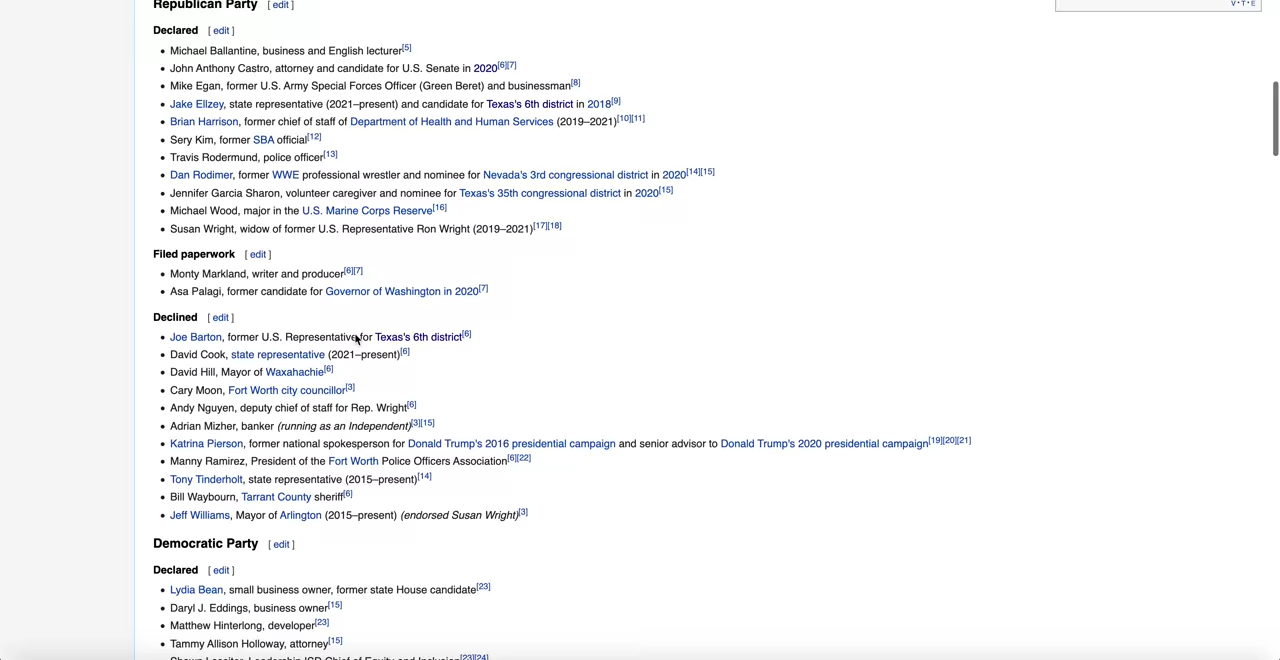 V·T·E
Republican Party [ edit ]
Declared [ edit ]
• Michael Ballantine, business and English lecturer[5]
• John Anthony Castro, attorney and candidate for U.S. Senate in 2020[6][7]
• Mike Egan, former U.S. Army Special Forces Officer (Green Beret) and businessman[8]
• Jake Ellzey, state representative (2021–present) and candidate for Texas's 6th district in 2018[9]
• Brian Harrison, former chief of staff of Department of Health and Human Services (2019–2021)[10][11]
• Sery Kim, former SBA official[12]
• Travis Rodermund, police officer[13]
• Dan Rodimer, former WWE professional wrestler and nominee for Nevada's 3rd congressional district in 2020[14][15]
• Jennifer Garcia Sharon, volunteer caregiver and nominee for Texas's 35th congressional district in 2020[15]
• Michael Wood, major in the U.S. Marine Corps Reserve[16]
• Susan Wright, widow of former U.S. Representative Ron Wright (2019–2021)[17][18]
Filed paperwork [ edit ]
• Monty Markland, writer and producer[6][7]
• Asa Palagi, former candidate for Governor of Washington in 2020[7]
Declined [ edit ]
• Joe Barton, former U.S. Representative for Texas's 6th district[6]
• David Cook, state representative (2021–present)[6]
• David Hill, Mayor of Waxahachie[6]
• Cary Moon, Fort Worth city councillor[3]
• Andy Nguyen, deputy chief of staff for Rep. Wright[6]
• Adrian Mizher, banker (running as an Independent)[3][15]
• Katrina Pierson, former national spokesperson for Donald Trump's 2016 presidential campaign and senior advisor to Donald Trump's 2020 presidential campaign[19][20][21]
• Manny Ramirez, President of the Fort Worth Police Officers Association[6][22]
• Tony Tinderholt, state representative (2015–present)[14]
• Bill Waybourn, Tarrant County sheriff[6]
• Jeff Williams, Mayor of Arlington (2015–present) (endorsed Susan Wright)[3]
Democratic Party [ edit ]
Declared [ edit ]
• Lydia Bean, small business owner, former state House candidate[23]
• Daryl J. Eddings, business owner[15]
• Matthew Hinterlong, developer[23]
• Tammy Allison Holloway, attorney[15]
• Shawn Lassiter, Leadership ISD Chief of Equity and Inclusion[23][24]